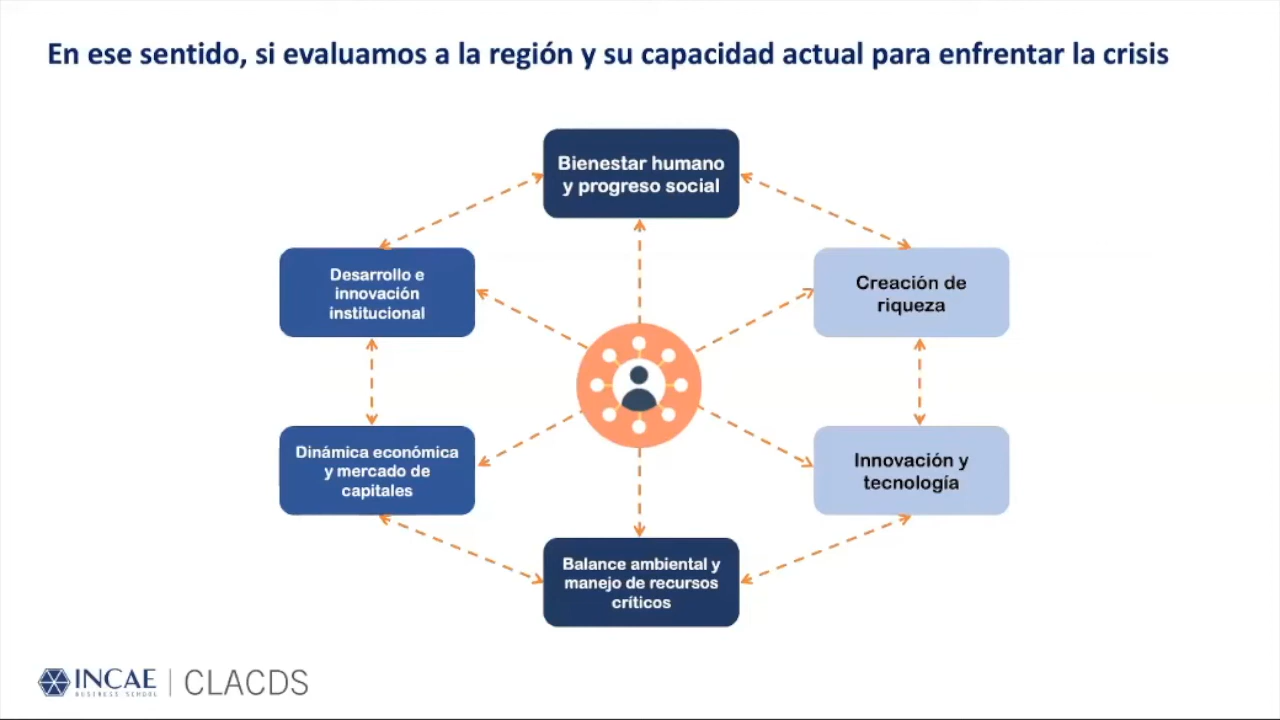 En ese sentido, si evaluamos a la región y su capacidad actual para enfrentar la crisis
Bienestar humano
y progreso social
Desarrollo e
innovación
institucional
Creación de
riqueza
Dinámica económica
y mercado de
capitales
Innovación y
tecnología
Balance ambiental y
manejo de recursos
críticos
INCAE
BUSINESS SCHOOL
CLACDS